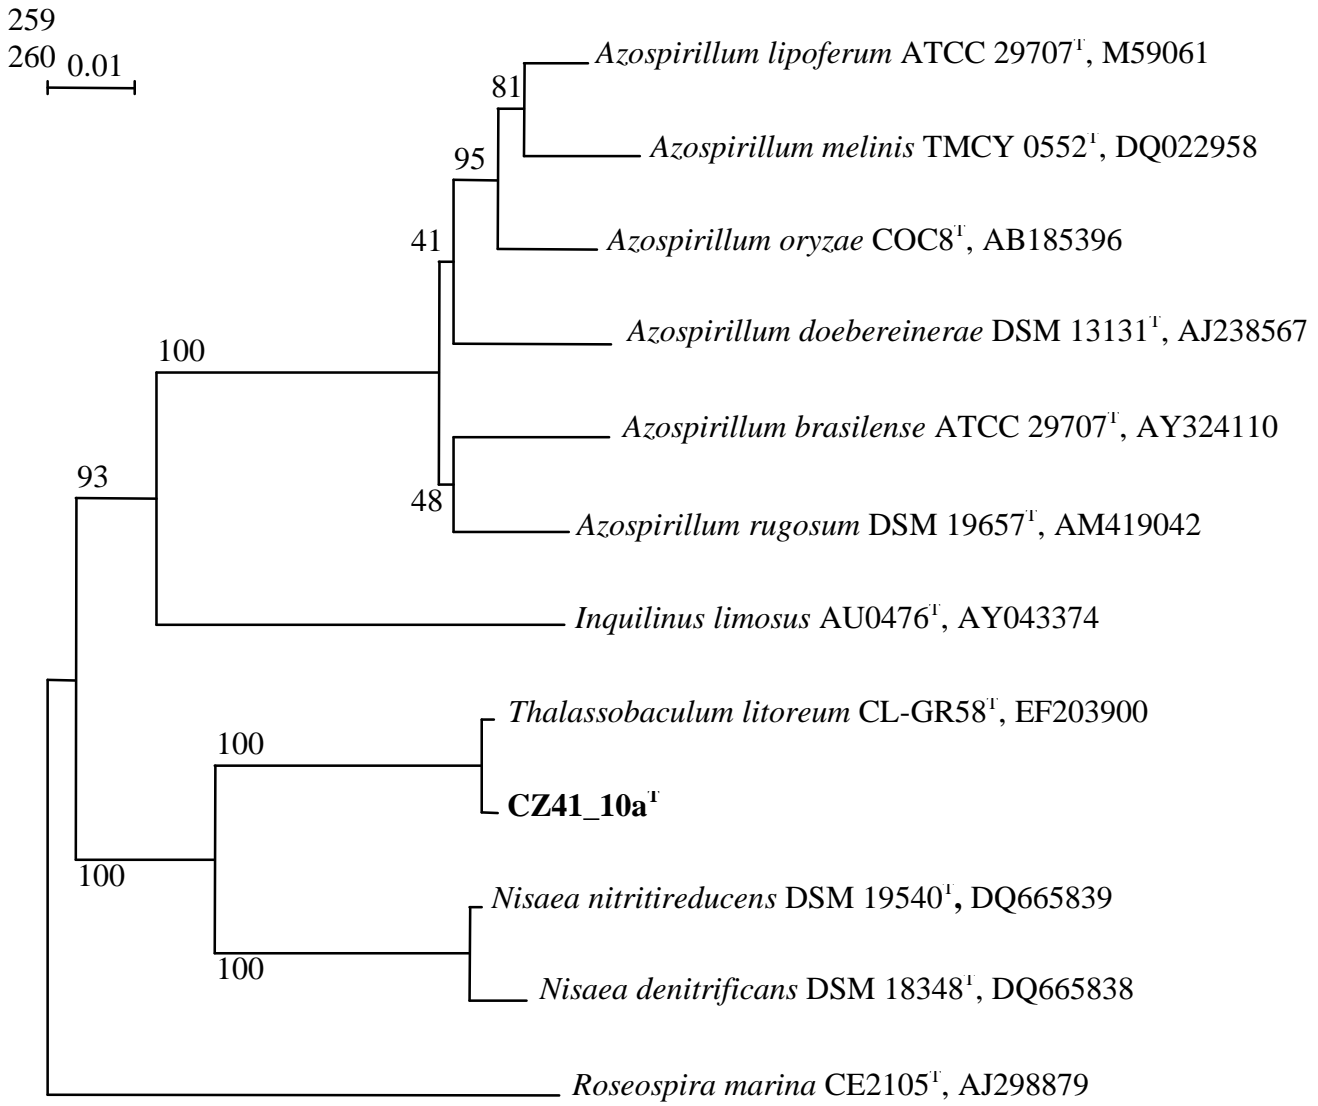 259
260 0.01
Azospirillum lipoferum ATCC 29707ᵀ, M59061
81
Azospirillum melinis TMCY 0552ᵀ, DQ022958
95
Azospirillum oryzae COC8ᵀ, AB185396
41
Azospirillum doebereinerae DSM 13131ᵀ, AJ238567
100
Azospirillum brasilense ATCC 29707ᵀ, AY324110
93
48
Azospirillum rugosum DSM 19657ᵀ, AM419042
Inquilinus limosus AU0476ᵀ, AY043374
Thalassobaculum litoreum CL-GR58ᵀ, EF203900
100
CZ41_10aᵀ
100
Nisaea nitritireducens DSM 19540ᵀ, DQ665839
100
Nisaea denitrificans DSM 18348ᵀ, DQ665838
Roseospira marina CE2105ᵀ, AJ298879